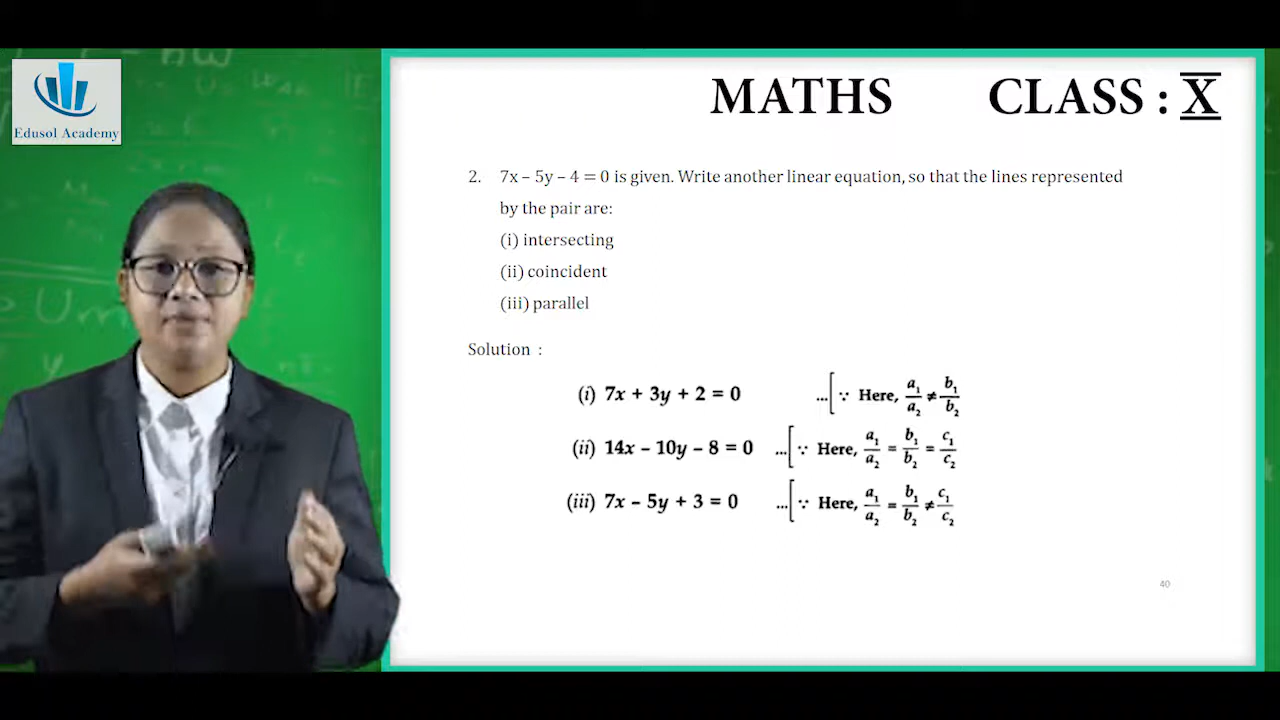 Edusol Academy
MATHS CLASS : X
2. 7x – 5y – 4 = 0 is given. Write another linear equation, so that the lines represented
by the pair are:
(i) intersecting
(ii) coincident
(iii) parallel
Solution :
(i) 7x + 3y + 2 = 0 ...[ ∵ Here, a₁/a₂ ≠ b₁/b₂
(ii) 14x – 10y – 8 = 0 ...[ ∵ Here, a₁/a₂ = b₁/b₂ = c₁/c₂
(iii) 7x – 5y + 3 = 0 ...[ ∵ Here, a₁/a₂ = b₁/b₂ ≠ c₁/c₂
40